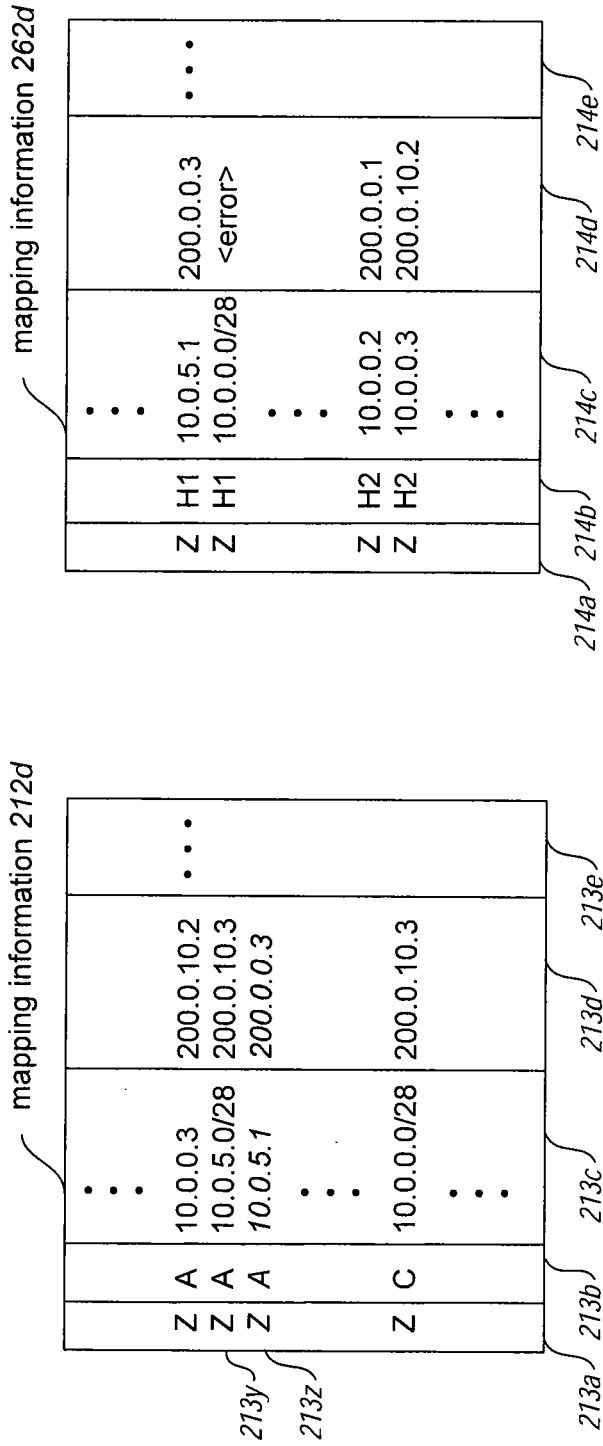 mapping information 212d
• • •
Z A 10.0.0.3 200.0.10.2 • • •
Z A 10.0.5.0/28 200.0.10.3
Z A 10.0.5.1 200.0.0.3
• • •
Z C 10.0.0.0/28 200.0.10.3
• • •
213y
213z
213a
213b
213c
213d
213e
mapping information 262d
• • •
Z H1 10.0.5.1 200.0.0.3 • • •
Z H1 10.0.0.0/28 <error>
• • •
Z H2 10.0.0.2 200.0.0.1
Z H2 10.0.0.3 200.0.10.2
• • •
214a
214b
214c
214d
214e